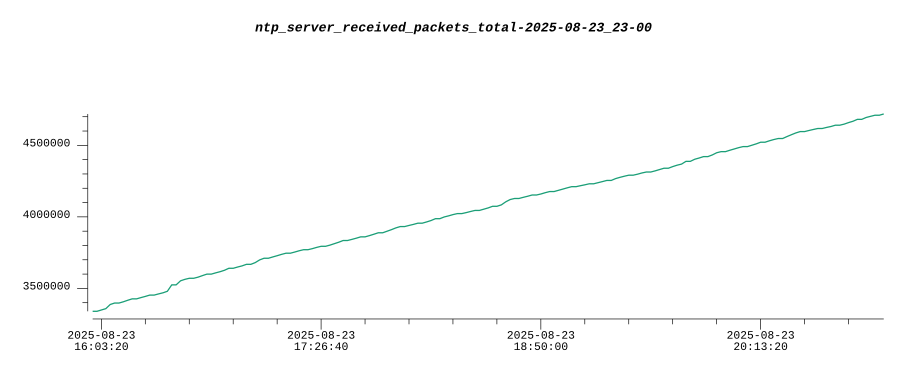 ntp_server_received_packets_total-2025-08-23_23-00
4500000
4000000
3500000
2025-08-23 2025-08-23 2025-08-23 2025-08-23
16:03:20 17:26:40 18:50:00 20:13:20